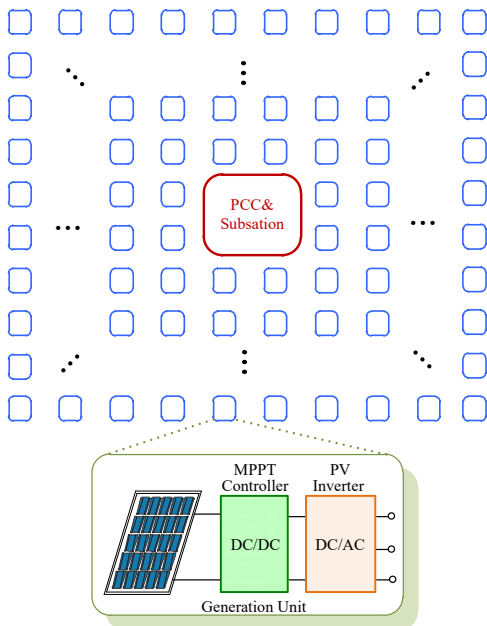 PCC&
Subsation
MPPT
Controller
PV
Inverter
DC/DC
DC/AC
Generation Unit